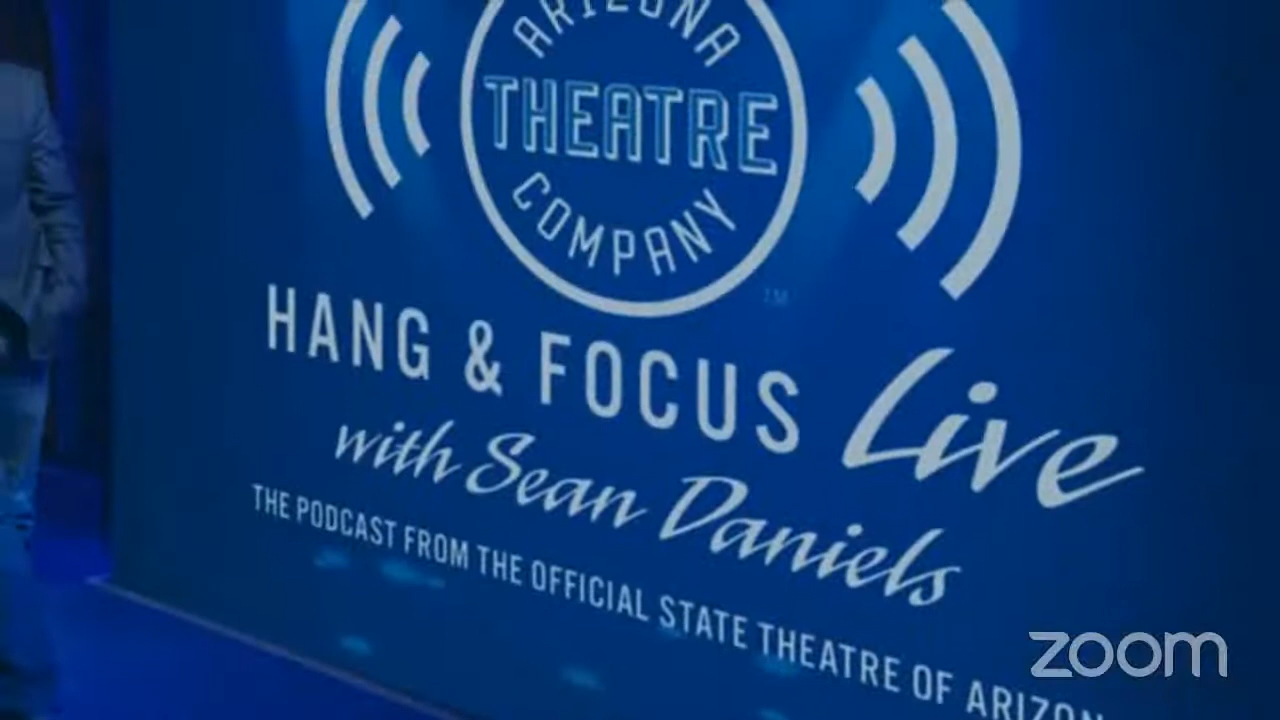 ARIZONA
THEATRE
COMPANY
TM
HANG & FOCUS Live
with Sean Daniels
THE PODCAST FROM THE OFFICIAL STATE THEATRE OF ARIZON
zoom